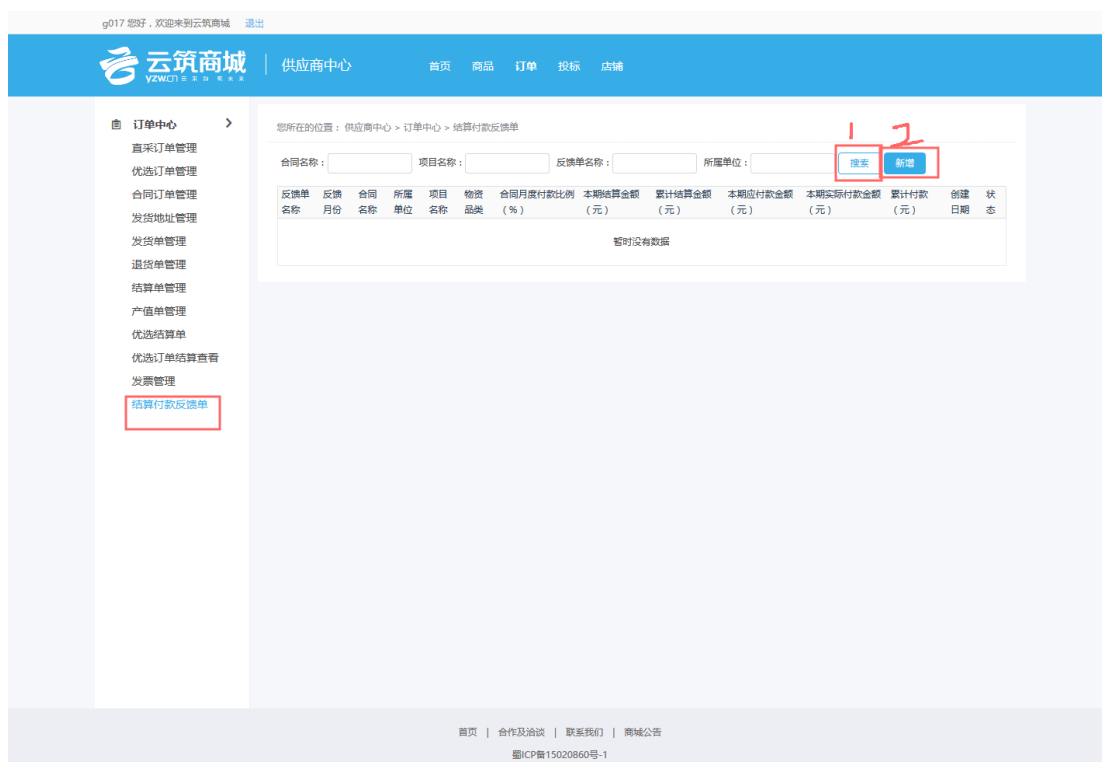 g017 您好，欢迎来到云筑商城 退出
云筑商城 供应商中心 首页 商品 订单 投标 店铺
YZW.CN
订单中心
直采订单管理
优选订单管理
合同订单管理
发货地址管理
发货单管理
退货单管理
结算单管理
产值单管理
优选结算单
优选订单结算查看
发票管理
结算付款反馈单
您所在的位置： 供应商中心 > 订单中心 > 结算付款反馈单
1 2
合同名称： 项目名称： 反馈单名称： 所属单位： 搜索 新增
反馈单 反馈 合同 所属 项目 物资 合同月度付款比例 本期结算金额 累计结算金额 本期应付款金额 本期实际付款金额 累计付款 创建 状
名称 月份 名称 单位 名称 品类 （%） （元） （元） （元） （元） （元） 日期 态
暂时没有数据
首页 | 合作及洽谈 | 联系我们 | 商城公告
蜀ICP备15020860号-1